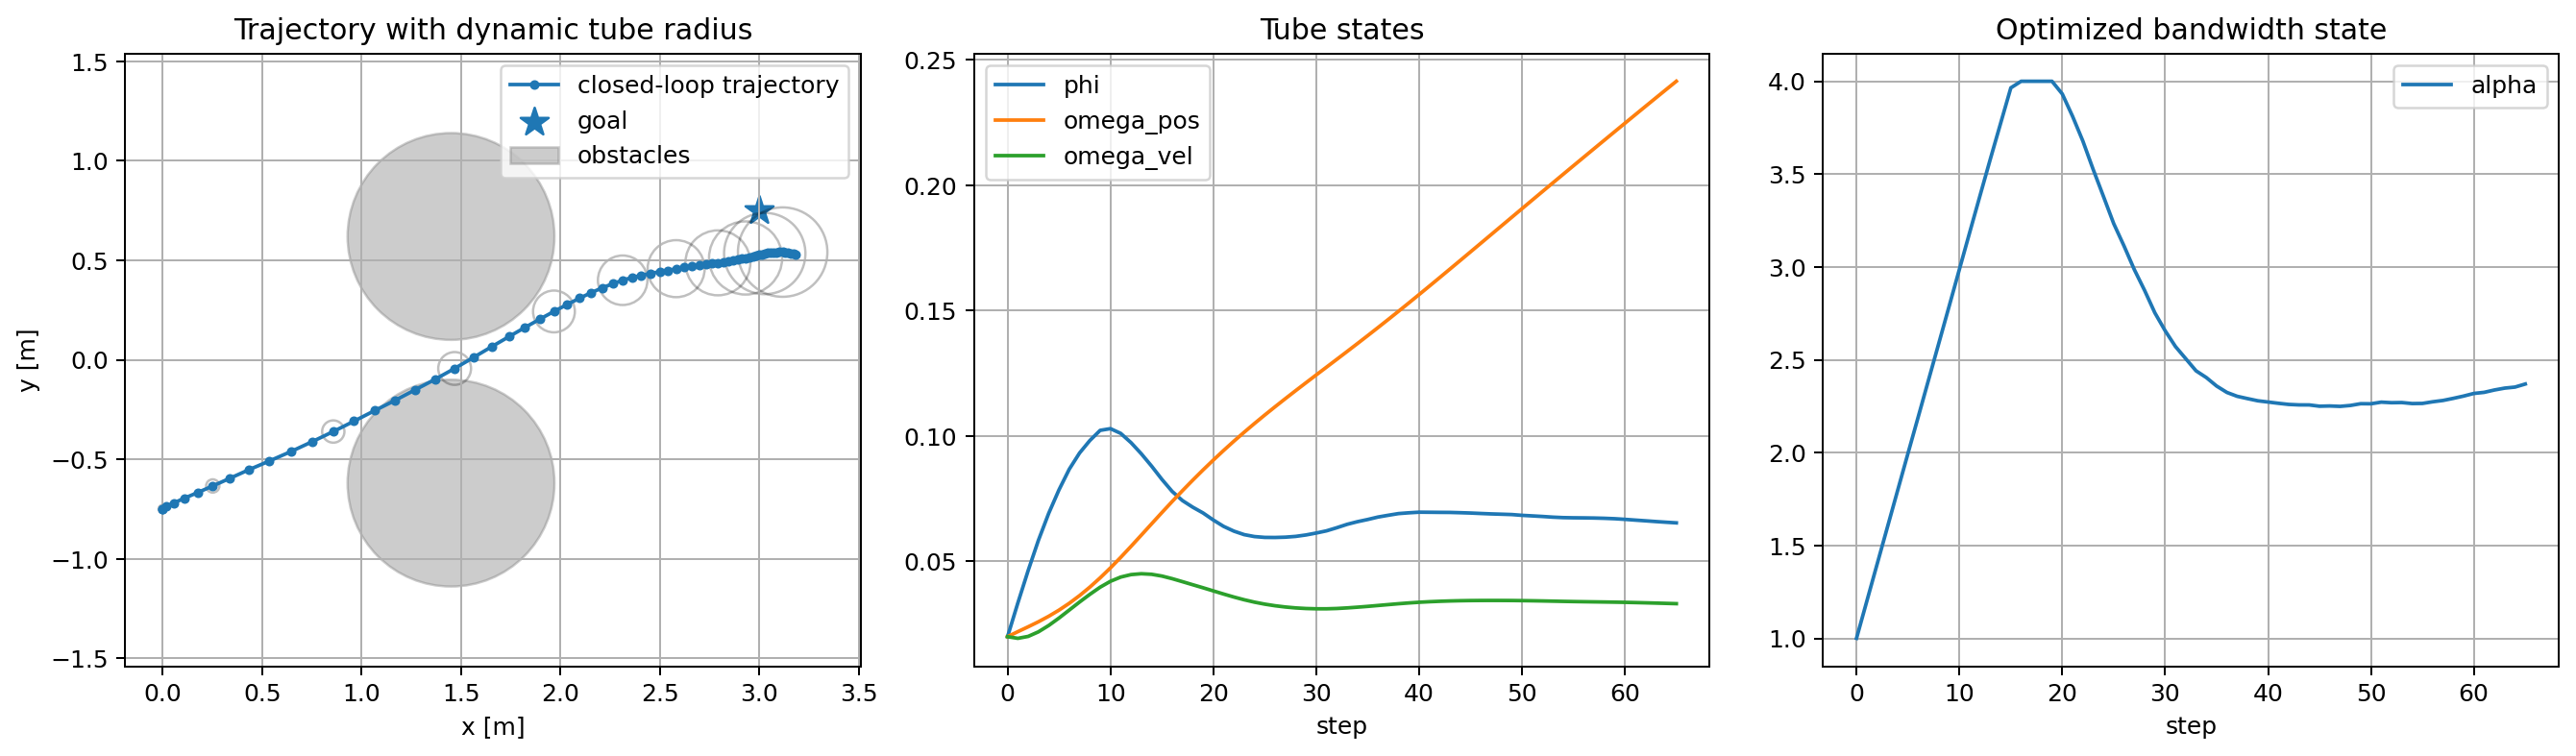 Trajectory with dynamic tube radius
closed-loop trajectory
goal
obstacles
1.5
1.0
0.5
0.0
−0.5
−1.0
−1.5
y [m]
0.0 0.5 1.0 1.5 2.0 2.5 3.0 3.5
x [m]
Tube states
phi
omega_pos
omega_vel
0.25
0.20
0.15
0.10
0.05
0 10 20 30 40 50 60
step
Optimized bandwidth state
alpha
4.0
3.5
3.0
2.5
2.0
1.5
1.0
0 10 20 30 40 50 60
step